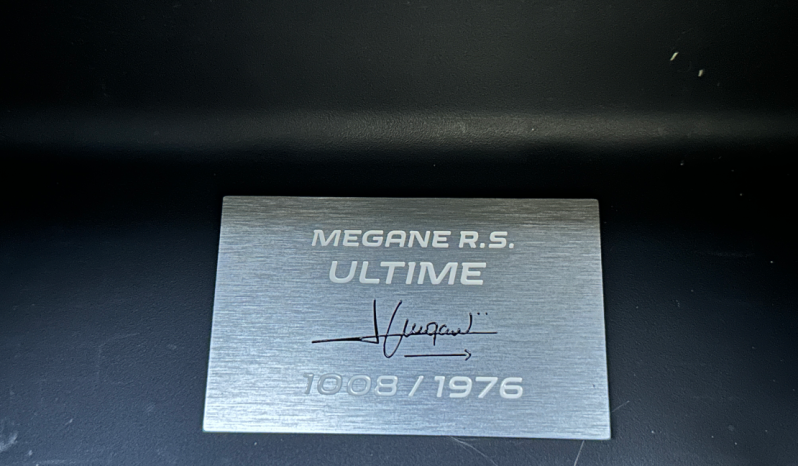 MEGANE R.S.
ULTIME
1008 / 1976